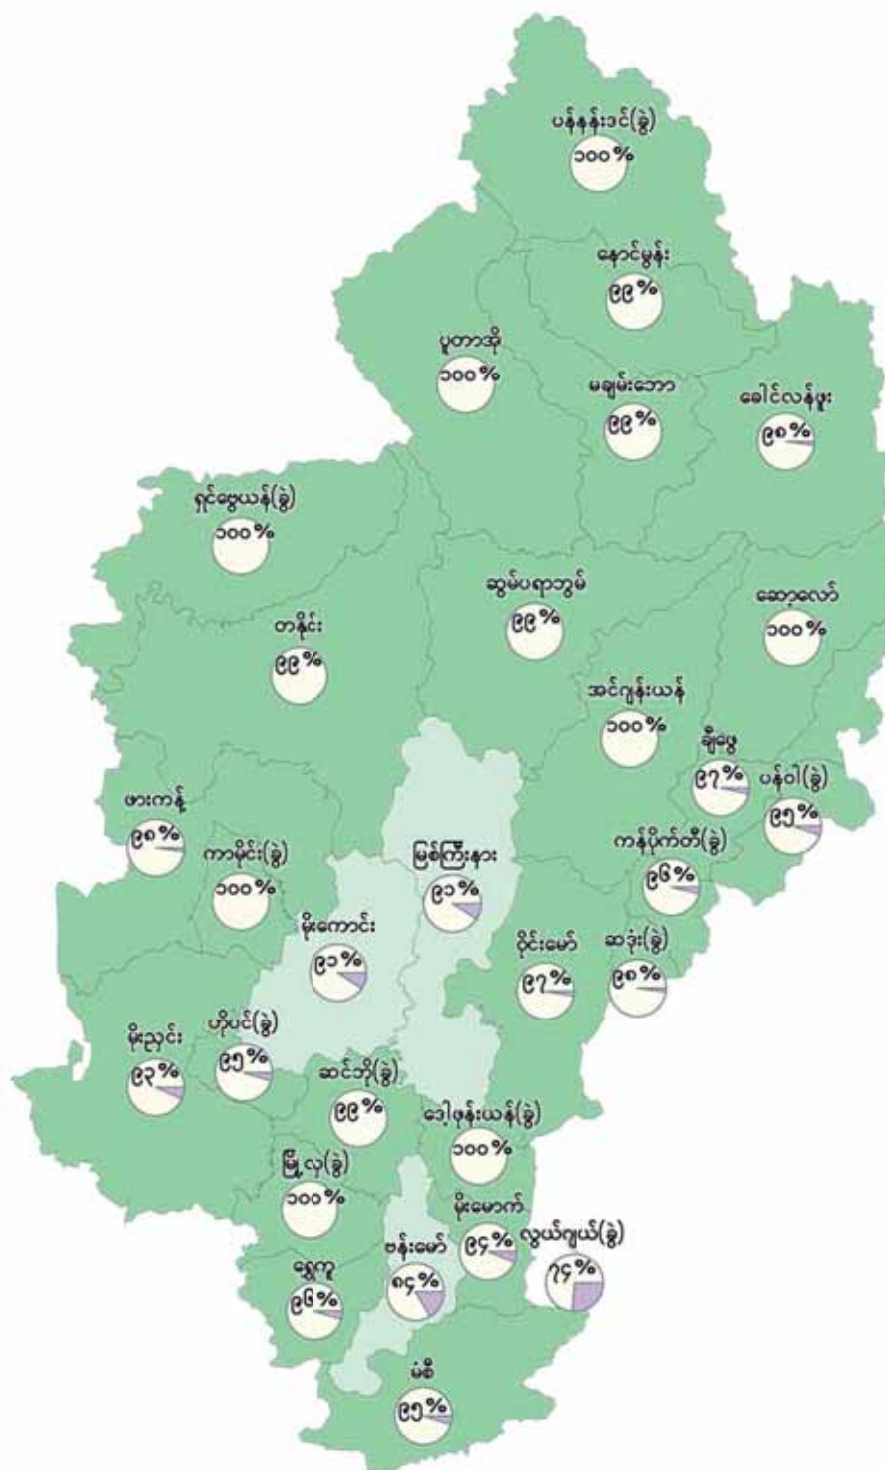 ပန်နန်းဒင်(ခွဲ)
၁၀၀%
နောင်မွန်း
၉၉%
ပူတာအို
၁၀၀%
မချမ်းဘော
၉၉%
ခေါင်လန်ဖူး
၉၈%
ရှင်ဗွေယန်(ခွဲ)
၁၀၀%
ဆွမ်ပရာဘွမ်
၉၉%
ဆော့လော်
၁၀၀%
တနိုင်း
၉၉%
အင်ဂျန်းယန်
၁၀၀%
ချီဖွေ
၉၇%
ပန်ဝါ(ခွဲ)
၉၅%
ဖားကန့်
၉၈%
ကာမိုင်း(ခွဲ)
၁၀၀%
မြစ်ကြီးနား
၉၁%
ကန်ပိုက်တီ(ခွဲ)
၉၆%
မိုးကောင်း
၉၁%
ဝိုင်းမော်
၉၇%
ဆဒုံး(ခွဲ)
၉၈%
မိုးညှင်း
၉၃%
ဟိုပင်(ခွဲ)
၉၅%
ဆင်ဘို(ခွဲ)
၉၉%
ဒေါ့ဖုန်းယန်(ခွဲ)
၁၀၀%
မြို့လှ(ခွဲ)
၁၀၀%
မိုးမောက်
၉၄%
လွယ်ဂျယ်(ခွဲ)
၇၄%
ဗန်းမော်
၈၄%
ရွှေကူ
၉၆%
မံစီ
၉၅%